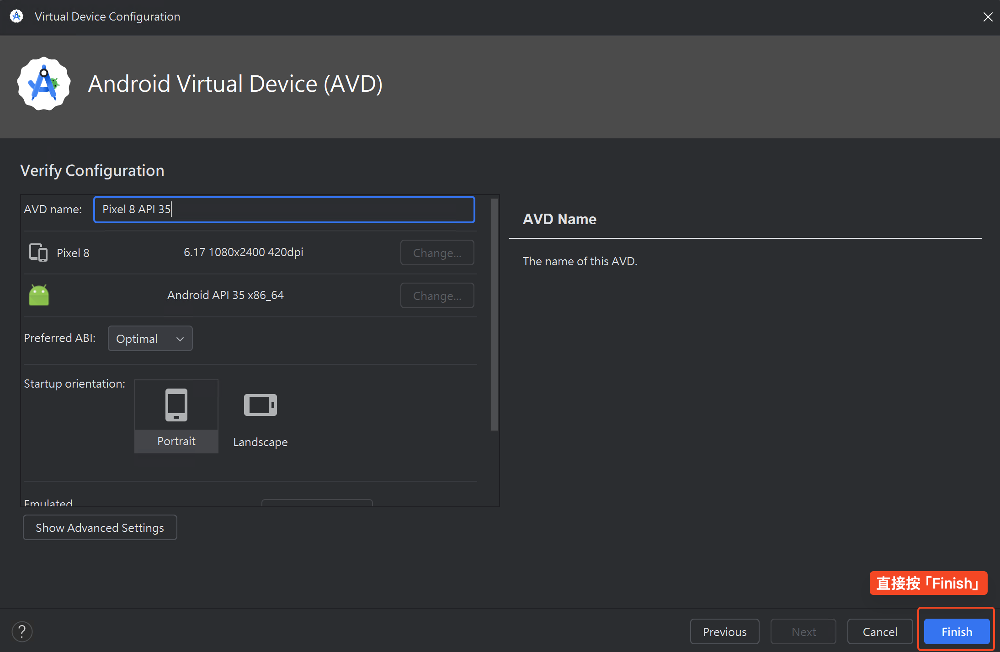 Virtual Device Configuration
Android Virtual Device (AVD)
Verify Configuration
AVD name: Pixel 8 API 35
Pixel 8 6.17 1080x2400 420dpi Change...
Android API 35 x86_64 Change...
Preferred ABI: Optimal
Startup orientation:
Portrait
Landscape
Emulated
Show Advanced Settings
AVD Name
The name of this AVD.
直接按「Finish」
? Previous Next Cancel Finish